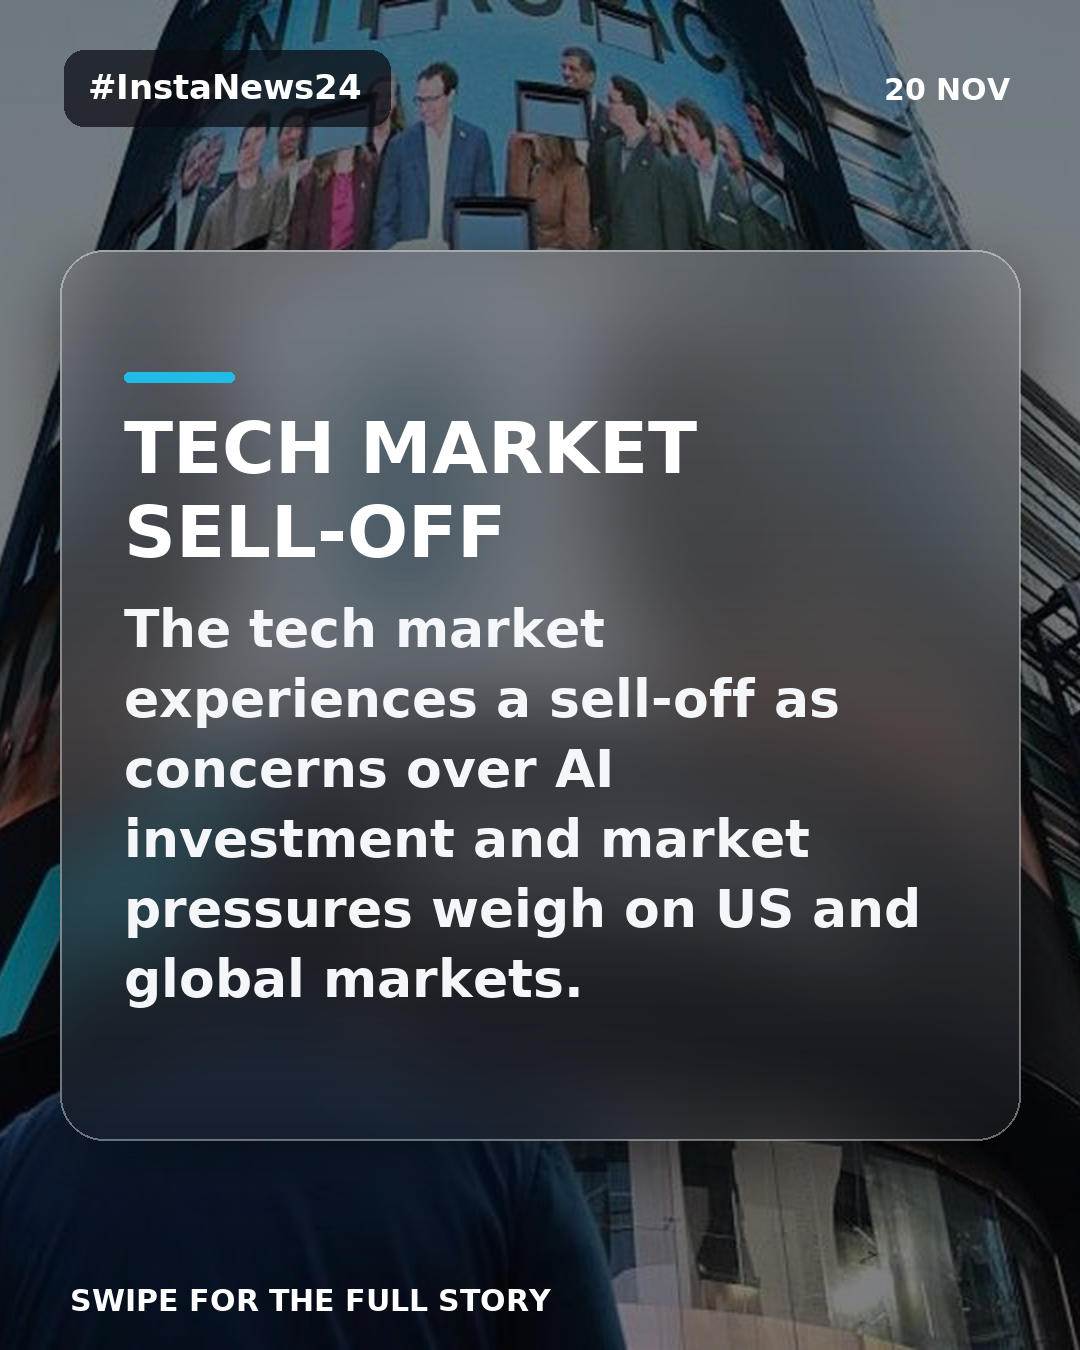 #InstaNews24
20 NOV
TECH MARKET
SELL-OFF
The tech market
experiences a sell-off as
concerns over AI
investment and market
pressures weigh on US and
global markets.
SWIPE FOR THE FULL STORY